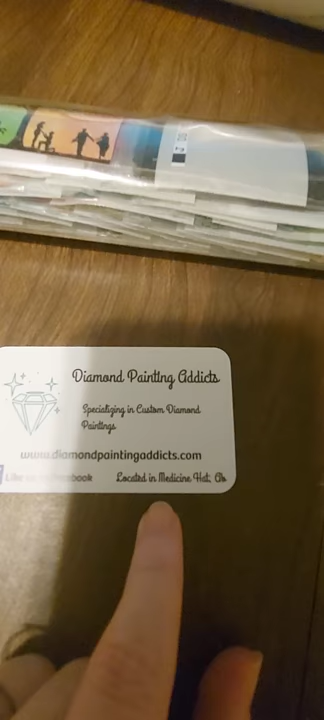 Diamond Painting Addicts
Specializing in Custom Diamond
Paintings
www.diamondpaintingaddicts.com
Like us on Facebook
Located in Medicine Hat, Ab